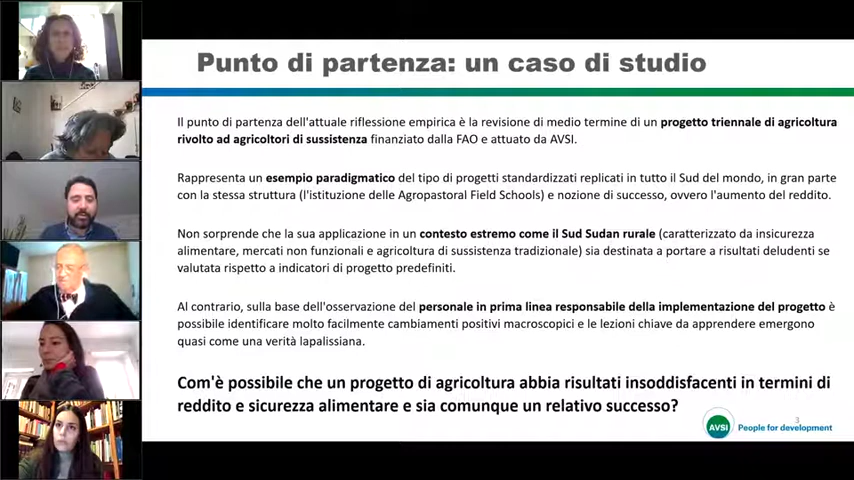 Punto di partenza: un caso di studio
Il punto di partenza dell'attuale riflessione empirica è la revisione di medio termine di un progetto triennale di agricoltura
rivolto ad agricoltori di sussistenza finanziato dalla FAO e attuato da AVSI.
Rappresenta un esempio paradigmatico del tipo di progetti standardizzati replicati in tutto il Sud del mondo, in gran parte
con la stessa struttura (l'istituzione delle Agropastoral Field Schools) e nozione di successo, ovvero l'aumento del reddito.
Non sorprende che la sua applicazione in un contesto estremo come il Sud Sudan rurale (caratterizzato da insicurezza
alimentare, mercati non funzionali e agricoltura di sussistenza tradizionale) sia destinata a portare a risultati deludenti se
valutata rispetto a indicatori di progetto predefiniti.
Al contrario, sulla base dell'osservazione del personale in prima linea responsabile della implementazione del progetto è
possibile identificare molto facilmente cambiamenti positivi macroscopici e le lezioni chiave da apprendere emergono
quasi come una verità lapalissiana.
Com'è possibile che un progetto di agricoltura abbia risultati insoddisfacenti in termini di
reddito e sicurezza alimentare e sia comunque un relativo successo?
3
AVSI People for development